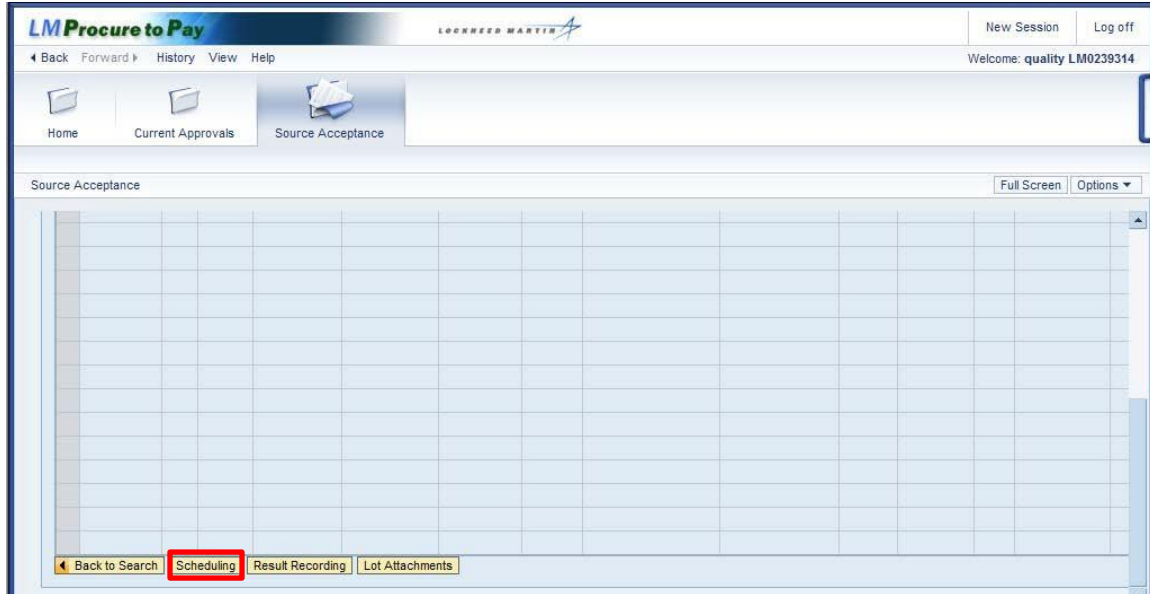 LM Procure to Pay LOCKHEED MARTIN New Session Log off
Back Forward History View Help Welcome: quality LM0239314
Home Current Approvals Source Acceptance
Source Acceptance Full Screen Options
Back to Search Scheduling Result Recording Lot Attachments